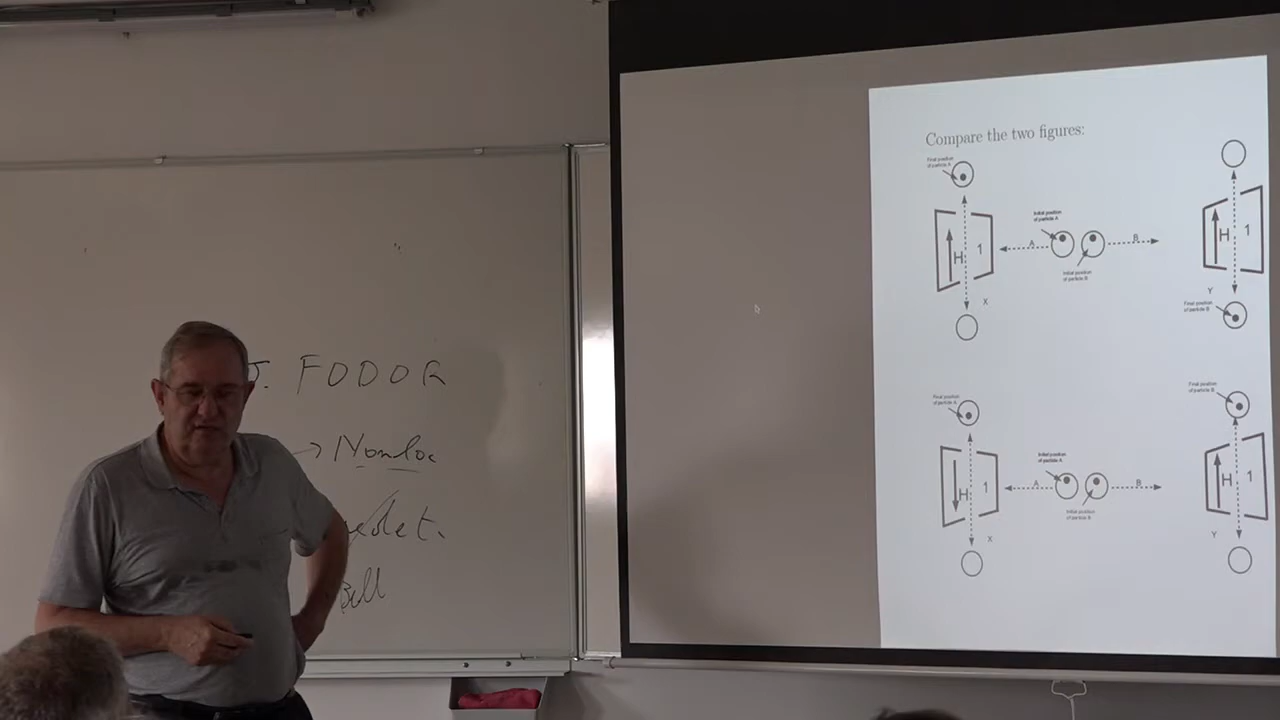 J. FODOR
→ Nonloc
Bell
Compare the two figures:
Final position
of particle A
Initial position
of particle A
H
1
A
B
H
1
Initial position
of particle B
X
Y
Final position
of particle B
Final position
of particle B
Final position
of particle A
Initial position
of particle A
H
1
A
B
H
1
Initial position
of particle B
X
Y